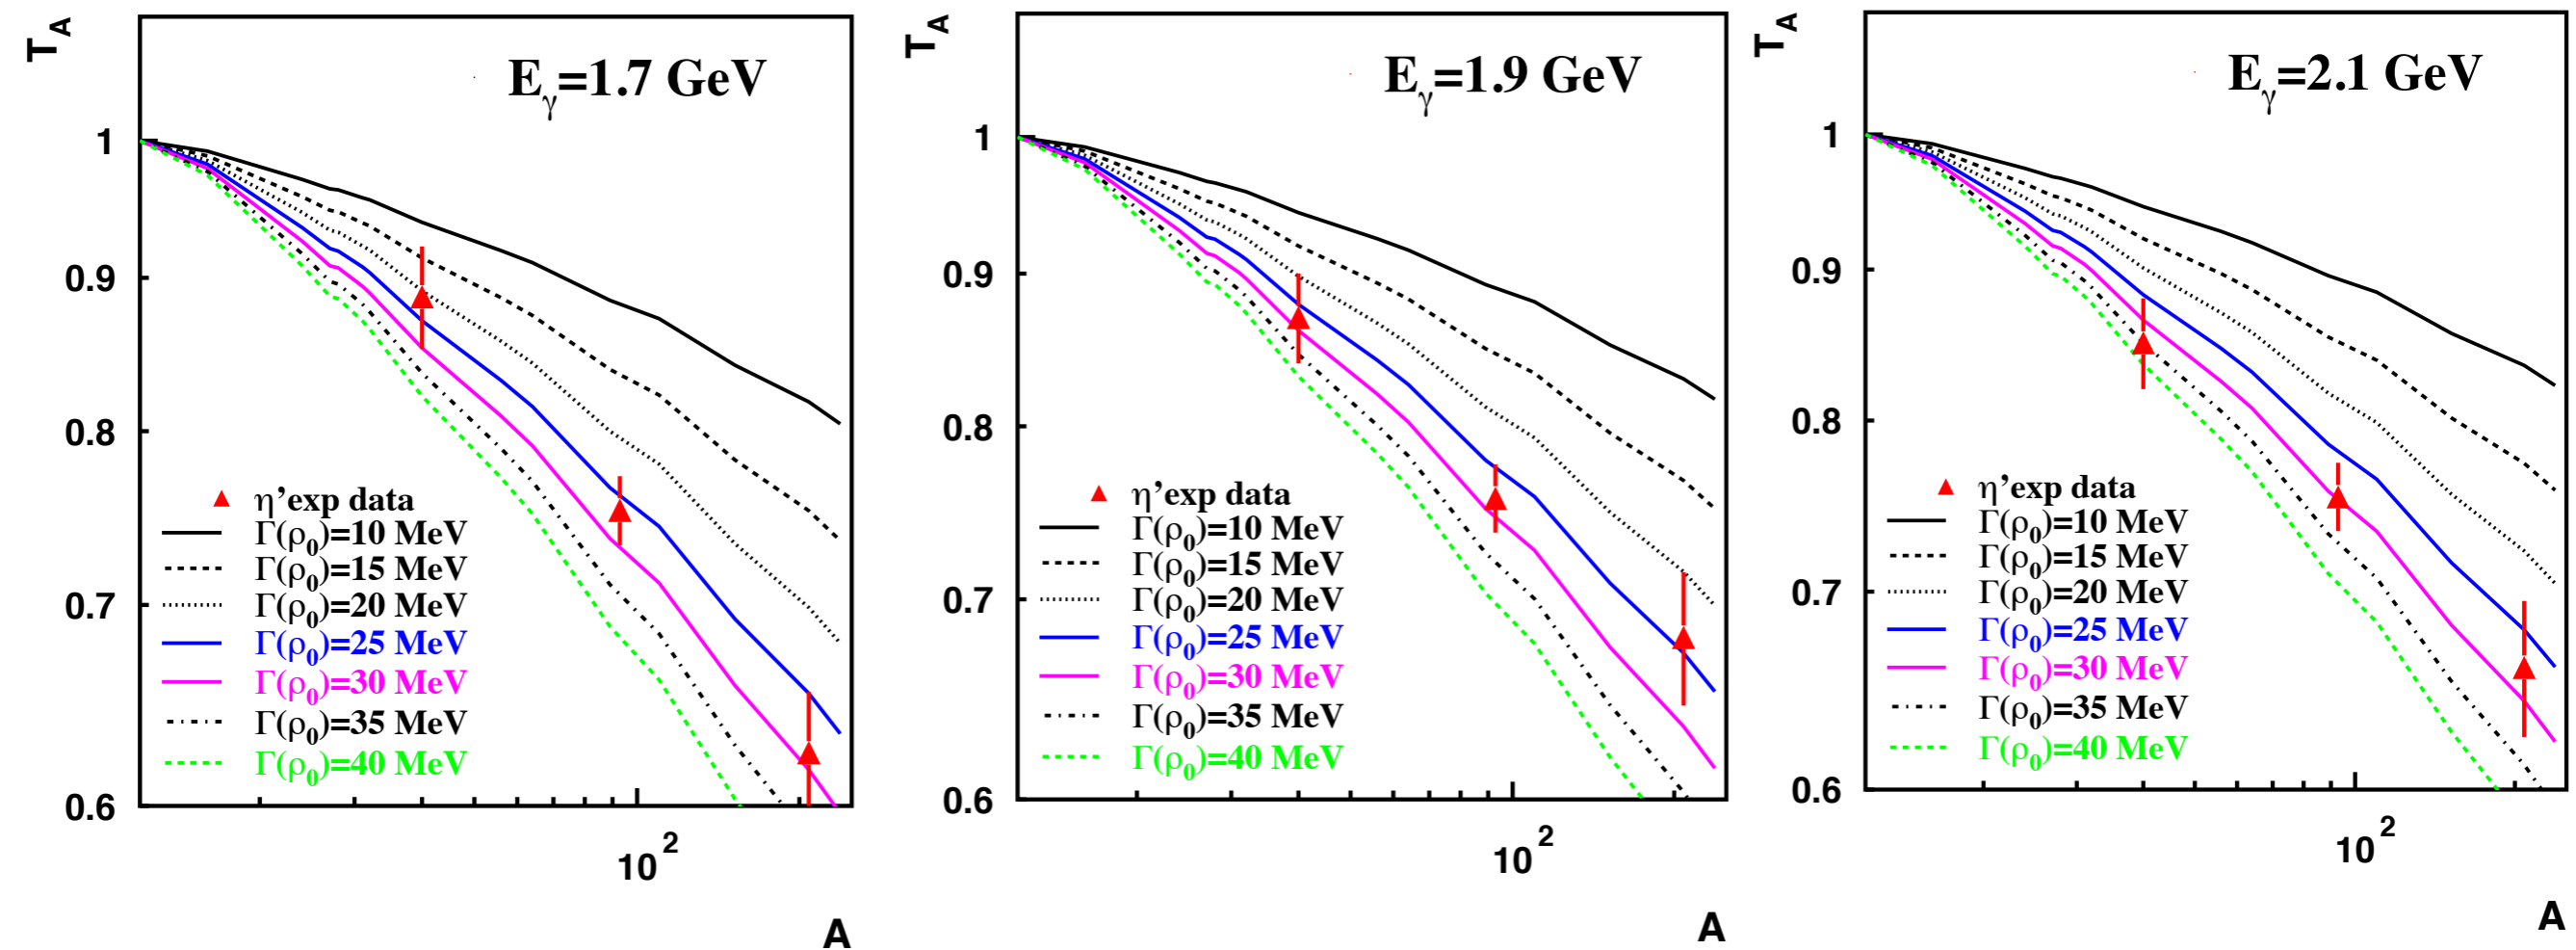 T_A
E_γ=1.7 GeV
1
0.9
0.8
0.7
0.6
η’exp data
Γ(ρ_0)=10 MeV
Γ(ρ_0)=15 MeV
Γ(ρ_0)=20 MeV
Γ(ρ_0)=25 MeV
Γ(ρ_0)=30 MeV
Γ(ρ_0)=35 MeV
Γ(ρ_0)=40 MeV
10^2
A
T_A
E_γ=1.9 GeV
1
0.9
0.8
0.7
0.6
η’exp data
Γ(ρ_0)=10 MeV
Γ(ρ_0)=15 MeV
Γ(ρ_0)=20 MeV
Γ(ρ_0)=25 MeV
Γ(ρ_0)=30 MeV
Γ(ρ_0)=35 MeV
Γ(ρ_0)=40 MeV
10^2
A
T_A
E_γ=2.1 GeV
1
0.9
0.8
0.7
0.6
η’exp data
Γ(ρ_0)=10 MeV
Γ(ρ_0)=15 MeV
Γ(ρ_0)=20 MeV
Γ(ρ_0)=25 MeV
Γ(ρ_0)=30 MeV
Γ(ρ_0)=35 MeV
Γ(ρ_0)=40 MeV
10^2
A